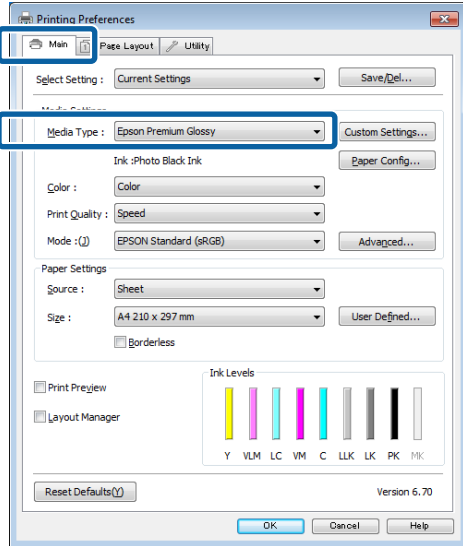 Printing Preferences
Main Page Layout Utility
Select Setting : Current Settings Save/Del...
Media Settings
Media Type : Epson Premium Glossy Custom Settings...
Ink :Photo Black Ink Paper Config...
Color : Color
Print Quality : Speed
Mode :(J) EPSON Standard (sRGB) Advanced...
Paper Settings
Source : Sheet
Size : A4 210 x 297 mm User Defined...
Borderless
Ink Levels
Print Preview
Layout Manager
Y VLM LC VM C LLK LK PK MK
Reset Defaults(Y) Version 6.70
OK Cancel Help